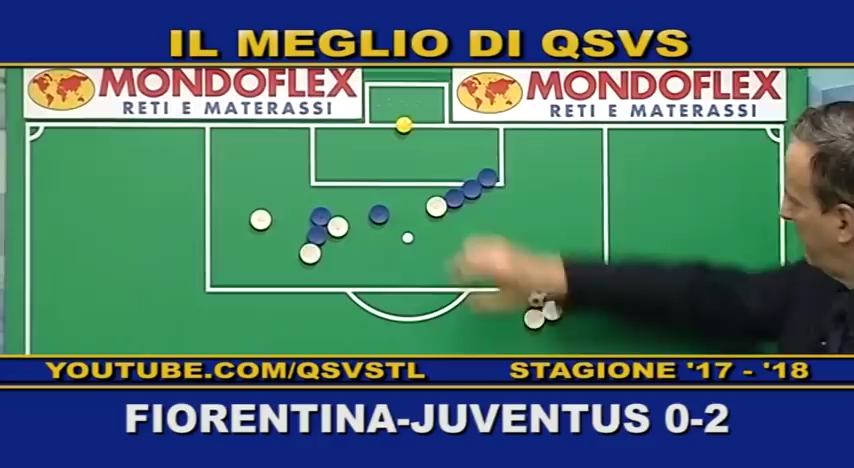 IL MEGLIO DI QSVS
MONDOFLEX
RETI E MATERASSI
MONDOFLEX
RETI E MATERASSI
YOUTUBE.COM/QSVSTL
STAGIONE '17 - '18
FIORENTINA-JUVENTUS 0-2